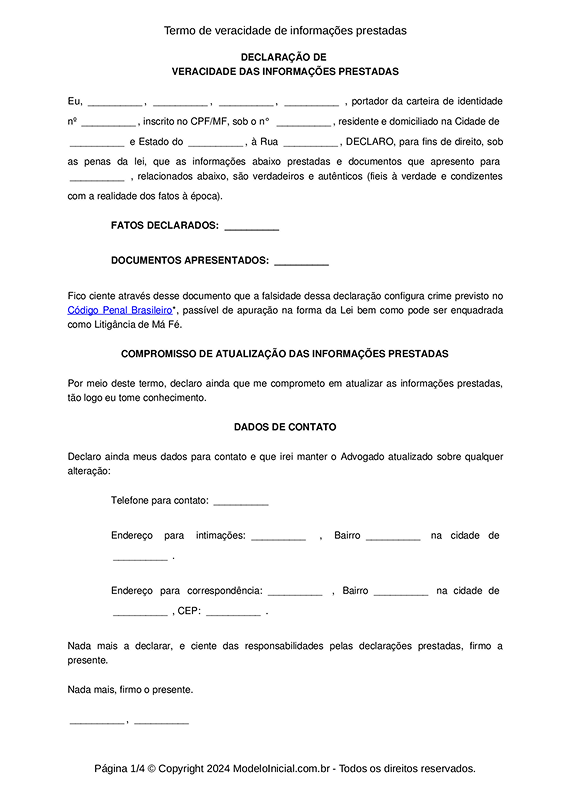 Termo de veracidade de informações prestadas
DECLARAÇÃO DE
VERACIDADE DAS INFORMAÇÕES PRESTADAS
Eu, __________, __________, __________, __________ , portador da carteira de identidade
nº __________, inscrito no CPF/MF, sob o n° __________, residente e domiciliado na Cidade de
__________ e Estado do __________, à Rua __________, DECLARO, para fins de direito, sob
as penas da lei, que as informações abaixo prestadas e documentos que apresento para
__________ , relacionados abaixo, são verdadeiros e autênticos (fieis à verdade e condizentes
com a realidade dos fatos à época).
FATOS DECLARADOS: __________
DOCUMENTOS APRESENTADOS: __________
Fico ciente através desse documento que a falsidade dessa declaração configura crime previsto no
Código Penal Brasileiro*, passível de apuração na forma da Lei bem como pode ser enquadrada
como Litigância de Má Fé.
COMPROMISSO DE ATUALIZAÇÃO DAS INFORMAÇÕES PRESTADAS
Por meio deste termo, declaro ainda que me comprometo em atualizar as informações prestadas,
tão logo eu tome conhecimento.
DADOS DE CONTATO
Declaro ainda meus dados para contato e que irei manter o Advogado atualizado sobre qualquer
alteração:
Telefone para contato: __________
Endereço para intimações: __________ , Bairro __________ na cidade de
__________ .
Endereço para correspondência: __________ , Bairro __________ na cidade de
__________ , CEP: __________ .
Nada mais a declarar, e ciente das responsabilidades pelas declarações prestadas, firmo a
presente.
Nada mais, firmo o presente.
__________, __________
Página 1/4 © Copyright 2024 ModeloInicial.com.br - Todos os direitos reservados.